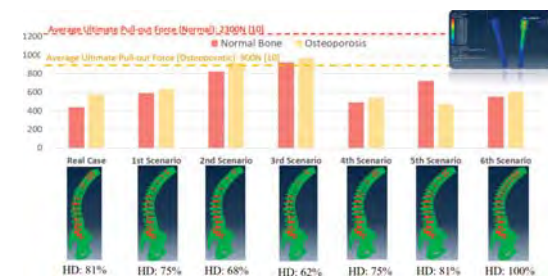 Average Ultimate Pull-out Force (Normal): 2300N [10]
Normal Bone Osteoporosis
Average Ultimate Pull-out Force (Osteoporotic): 900N [10]
1200
1000
800
600
400
200
0
Real Case 1st Scenario 2nd Scenario 3rd Scenario 4th Scenario 5th Scenario 6th Scenario
HD: 81% HD: 75% HD: 68% HD: 62% HD: 75% HD: 81% HD: 100%